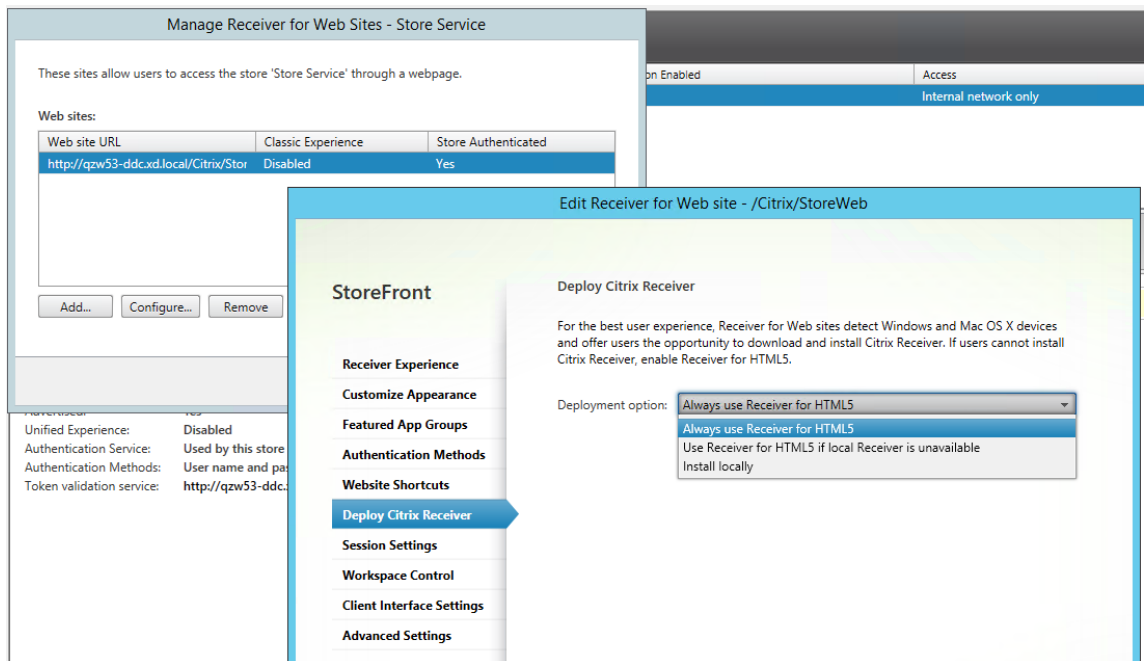 Manage Receiver for Web Sites - Store Service
These sites allow users to access the store 'Store Service' through a webpage.
Web sites:
Web site URL Classic Experience Store Authenticated
http://qzw53-ddc.xd.local/Citrix/Stor Disabled Yes
Add... Configure... Remove
on Enabled Access
Internal network only
Advertised: Yes
Unified Experience: Disabled
Authentication Service: Used by this store
Authentication Methods: User name and pa
Token validation service: http://qzw53-ddc.
Edit Receiver for Web site - /Citrix/StoreWeb
StoreFront
Receiver Experience
Customize Appearance
Featured App Groups
Authentication Methods
Website Shortcuts
Deploy Citrix Receiver
Session Settings
Workspace Control
Client Interface Settings
Advanced Settings
Deploy Citrix Receiver
For the best user experience, Receiver for Web sites detect Windows and Mac OS X devices
and offer users the opportunity to download and install Citrix Receiver. If users cannot install
Citrix Receiver, enable Receiver for HTML5.
Deployment option: Always use Receiver for HTML5
Always use Receiver for HTML5
Use Receiver for HTML5 if local Receiver is unavailable
Install locally